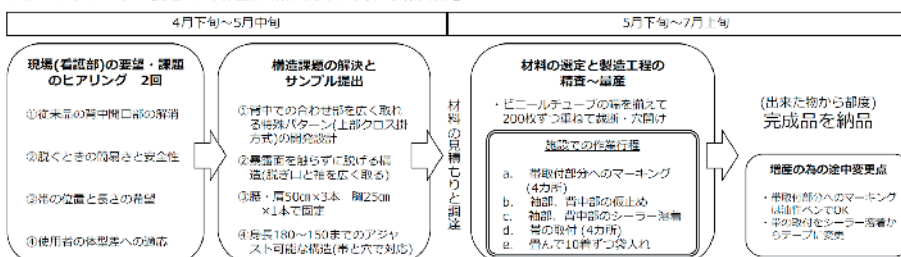 4月下旬～5月中旬
5月下旬～7月上旬
現場(看護部)の要望・課題
のヒアリング 2回
①従来品の背中開口部の解消
②脱くときの簡易さと安全性
③帯の位置と長さの希望
④使用者の体型差への適応
構造課題の解決と
サンプル提出
①背中での合わせ部を広く取れ
る特殊パターン(上部クロス掛
方式)の開発設計
②暴露面を触らずに脱げる構
造(脱ぎ口と袖を広く取る)
③腰・肩50cm×3本 胸25cm
×1本で固定
④身長180～150までのアジャ
スト可能な構造(帯と穴で対応)
材料の見積もりと調達
材料の選定と製造工程の
精査～量産
・ビニールチューブの端を揃えて
200枚ずつ重ねて裁断・穴開け
施設での作業行程
a. 帯取付部分へのマーキング
(4カ所)
b. 袖部、背中部の仮止め
c. 袖部、背中部のシーラー溶着
d. 帯の取付 (4カ所)
e. 畳んで10着ずつ袋入れ
(出来た物から都度)
完成品を納品
増産の為の途中変更点
・帯取付部分へのマーキング
は油性ペンでOK
・帯の取付をシーラー溶着か
らテープに変更